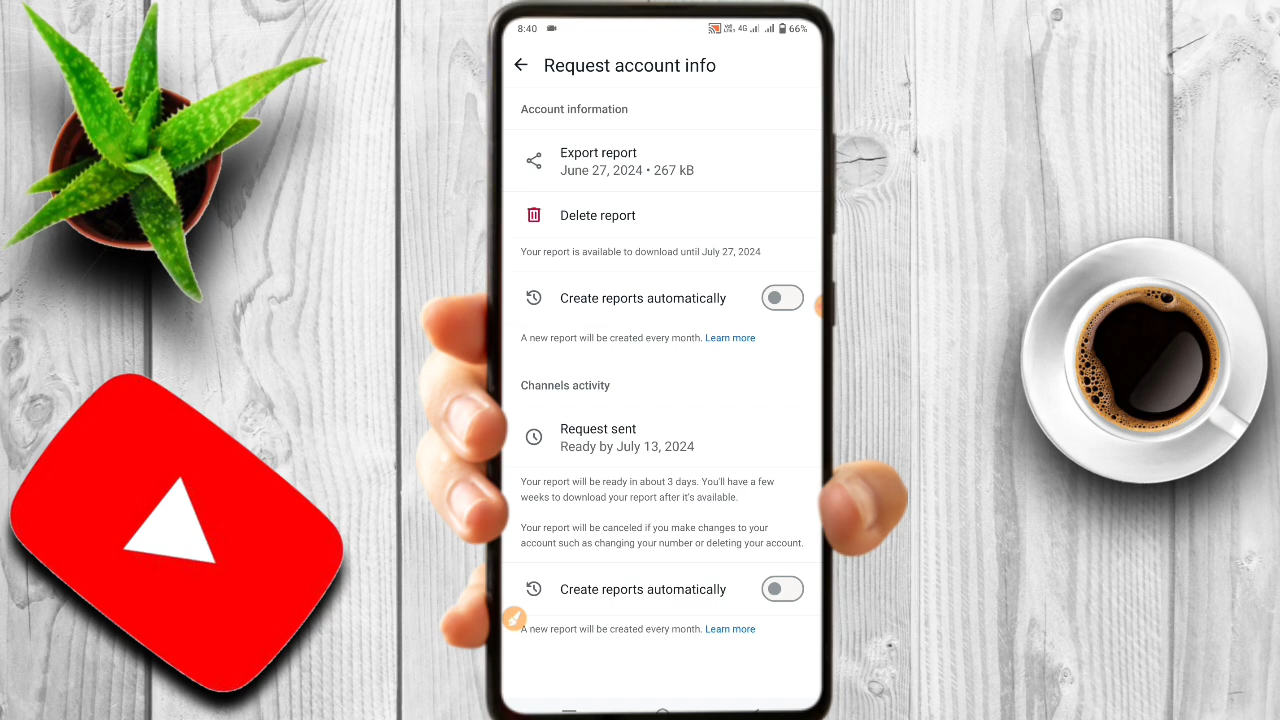 8:40
4G
66%
Request account info
Account information
Export report
June 27, 2024 • 267 kB
Delete report
Your report is available to download until July 27, 2024
Create reports automatically
A new report will be created every month. Learn more
Channels activity
Request sent
Ready by July 13, 2024
Your report will be ready in about 3 days. You'll have a few
weeks to download your report after it's available.
Your report will be canceled if you make changes to your
account such as changing your number or deleting your account.
Create reports automatically
A new report will be created every month. Learn more